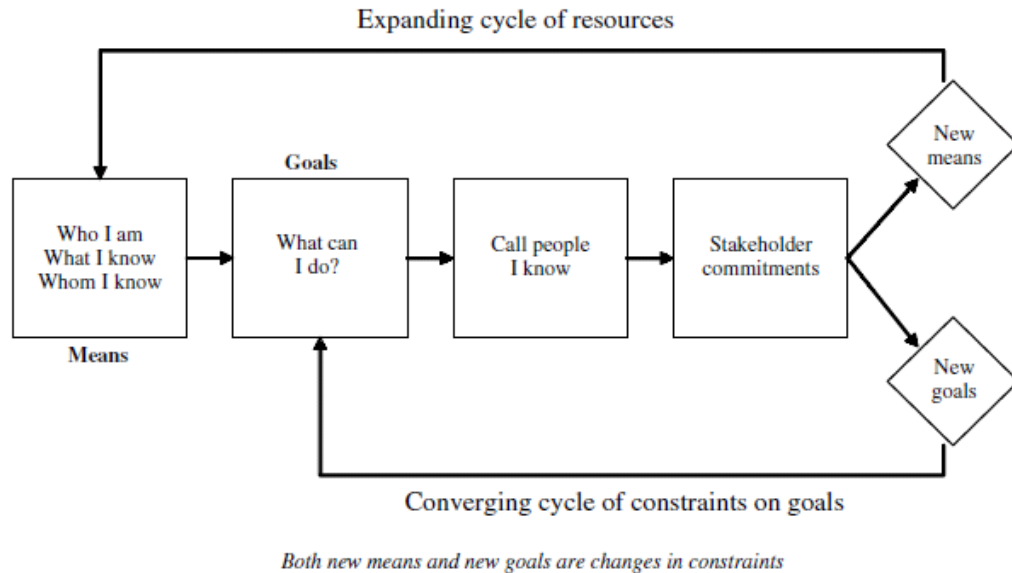 Expanding cycle of resources
New
means
Goals
Who I am
What I know
Whom I know
What can
I do?
Call people
I know
Stakeholder
commitments
Means
New
goals
Converging cycle of constraints on goals
Both new means and new goals are changes in constraints